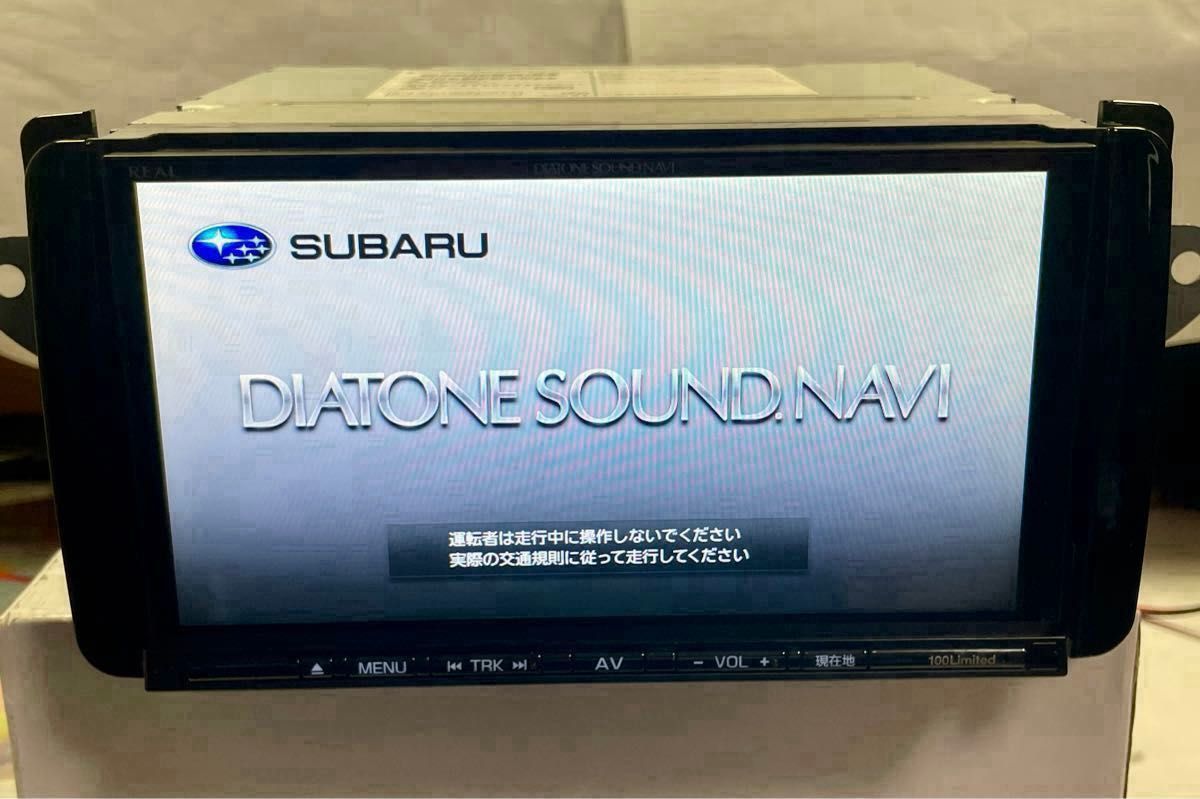 REAL
DIATONE SOUND.NAVI
SUBARU
DIATONE SOUND.NAVI
運転者は走行中に操作しないでください
実際の交通規則に従って走行してください
MENU
TRK
AV
− VOL +
現在地
100Limited